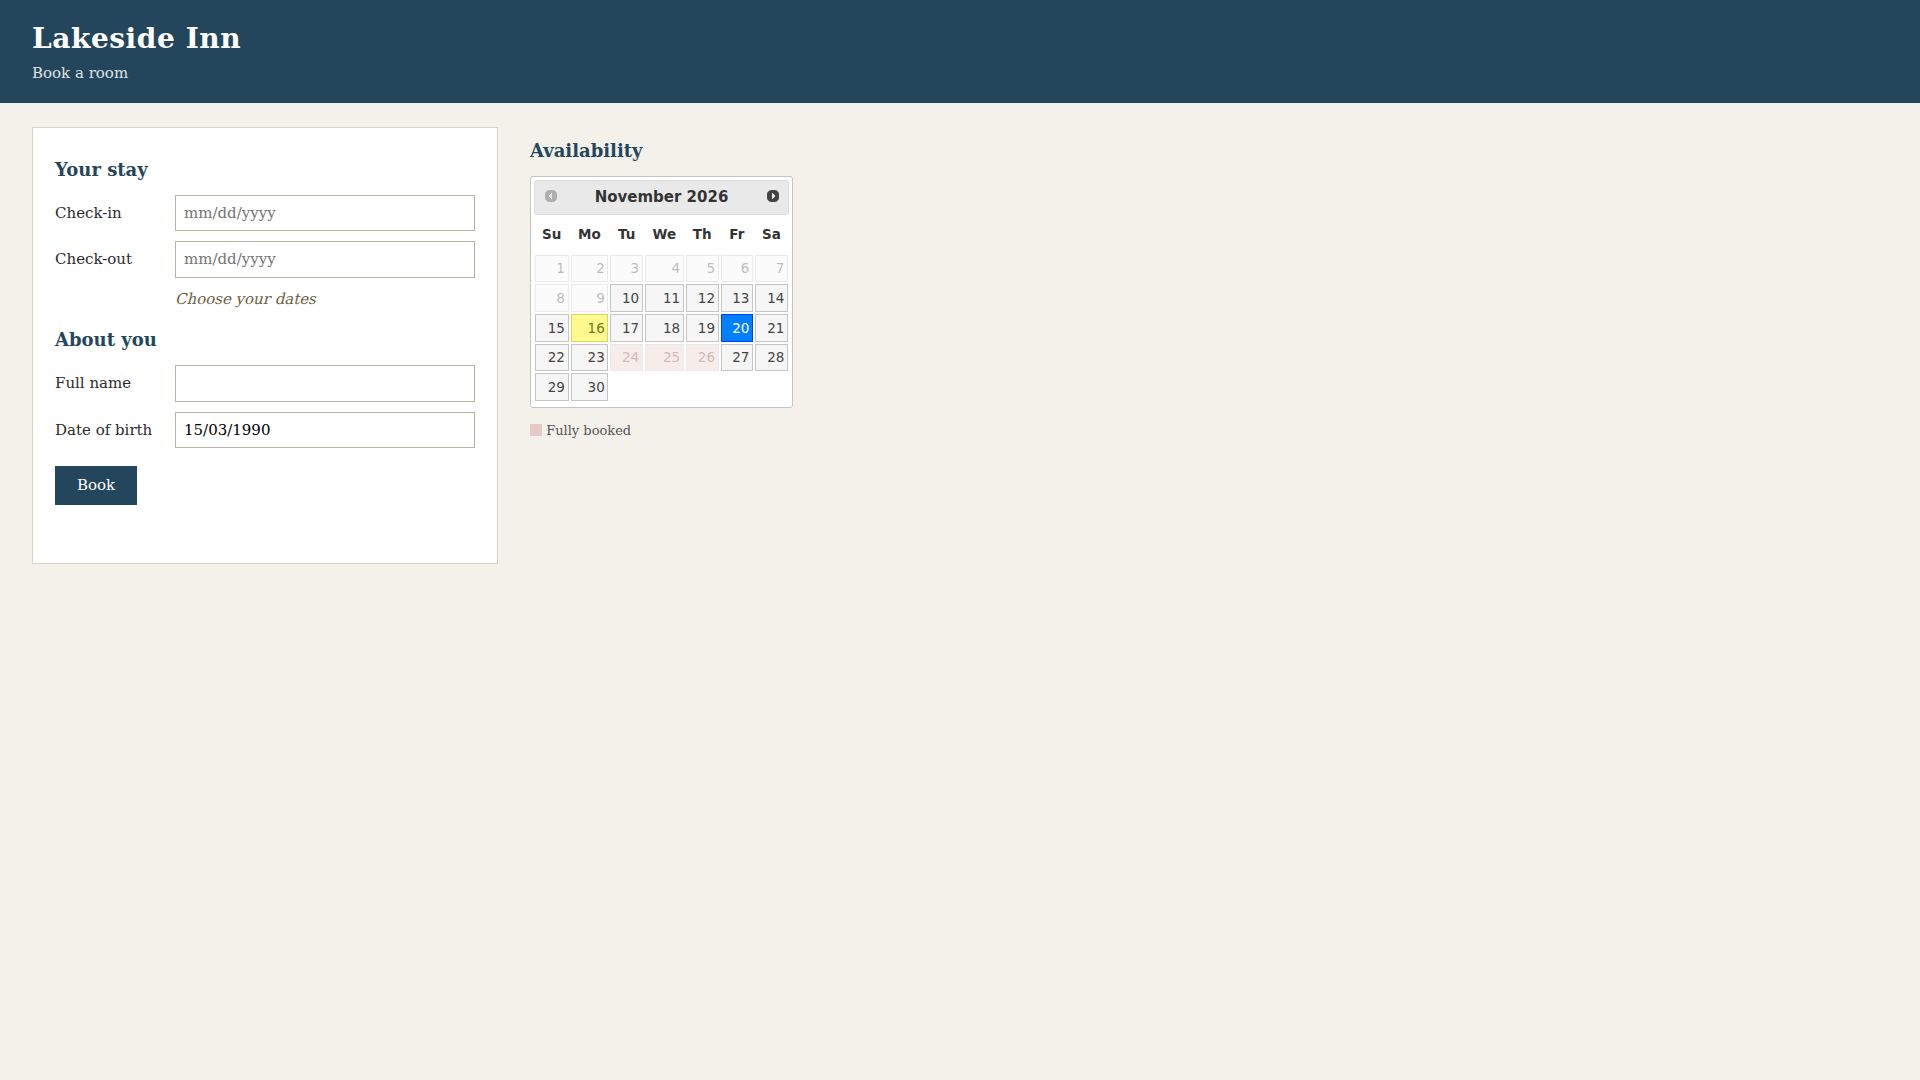 Lakeside Inn
Book a room
Your stay
Check-in mm/dd/yyyy
Check-out mm/dd/yyyy
Choose your dates
About you
Full name
Date of birth 15/03/1990
Book
Availability
November 2026
Su Mo Tu We Th Fr Sa
1 2 3 4 5 6 7
8 9 10 11 12 13 14
15 16 17 18 19 20 21
22 23 24 25 26 27 28
29 30
Fully booked